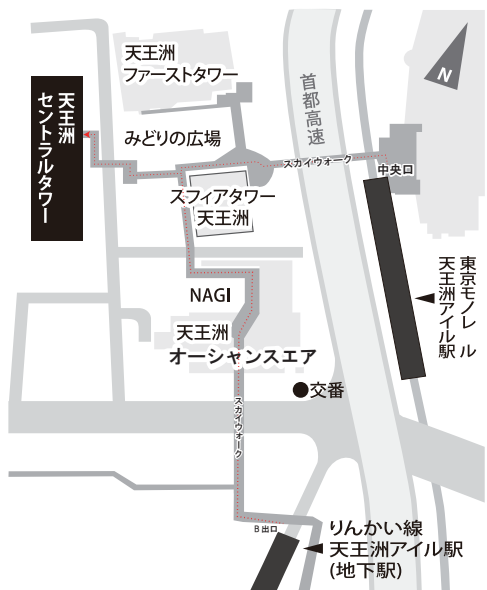 天王洲
ファーストタワー
首都高速
N
天王洲
セントラルタワー
みどりの広場
スカイウォーク
中央口
スフィアタワー
天王洲
東京モノレール
天王洲アイル駅
NAGI
天王洲
オーシャンスエア
●交番
スカイウォーク
B出口
りんかい線
天王洲アイル駅
(地下駅)